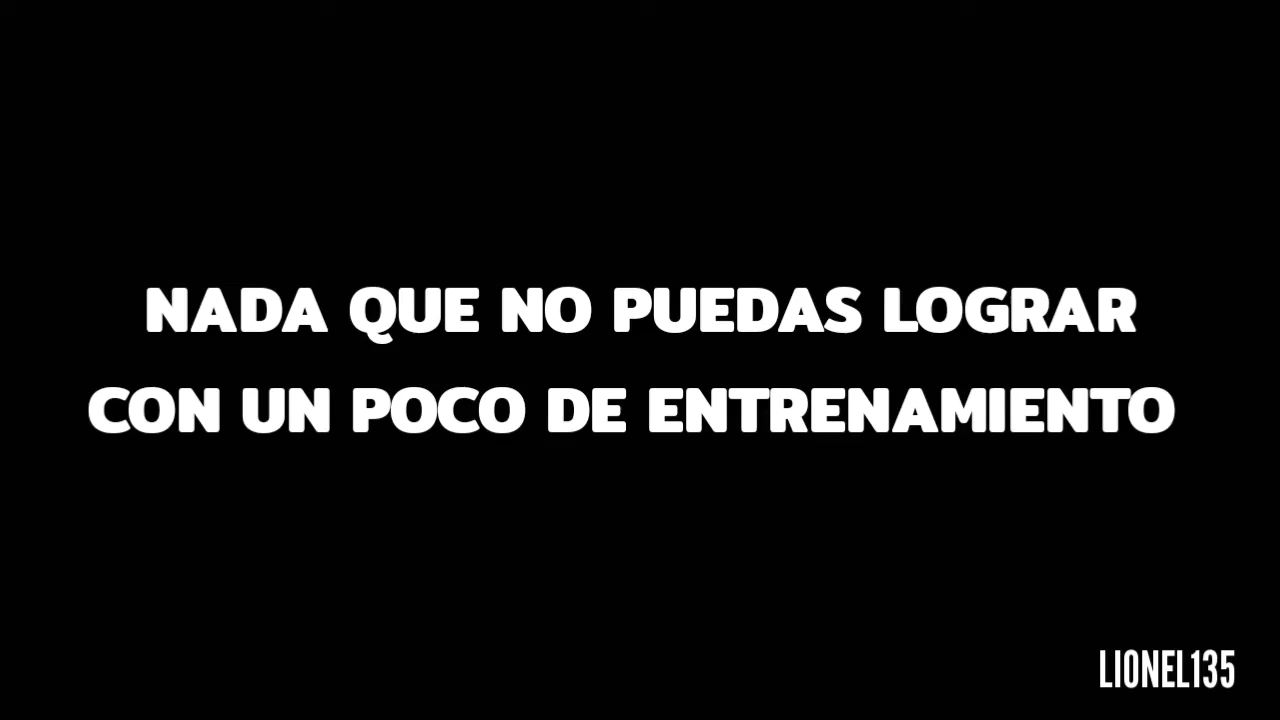 NADA QUE NO PUEDAS LOGRAR
CON UN POCO DE ENTRENAMIENTO
LIONEL135